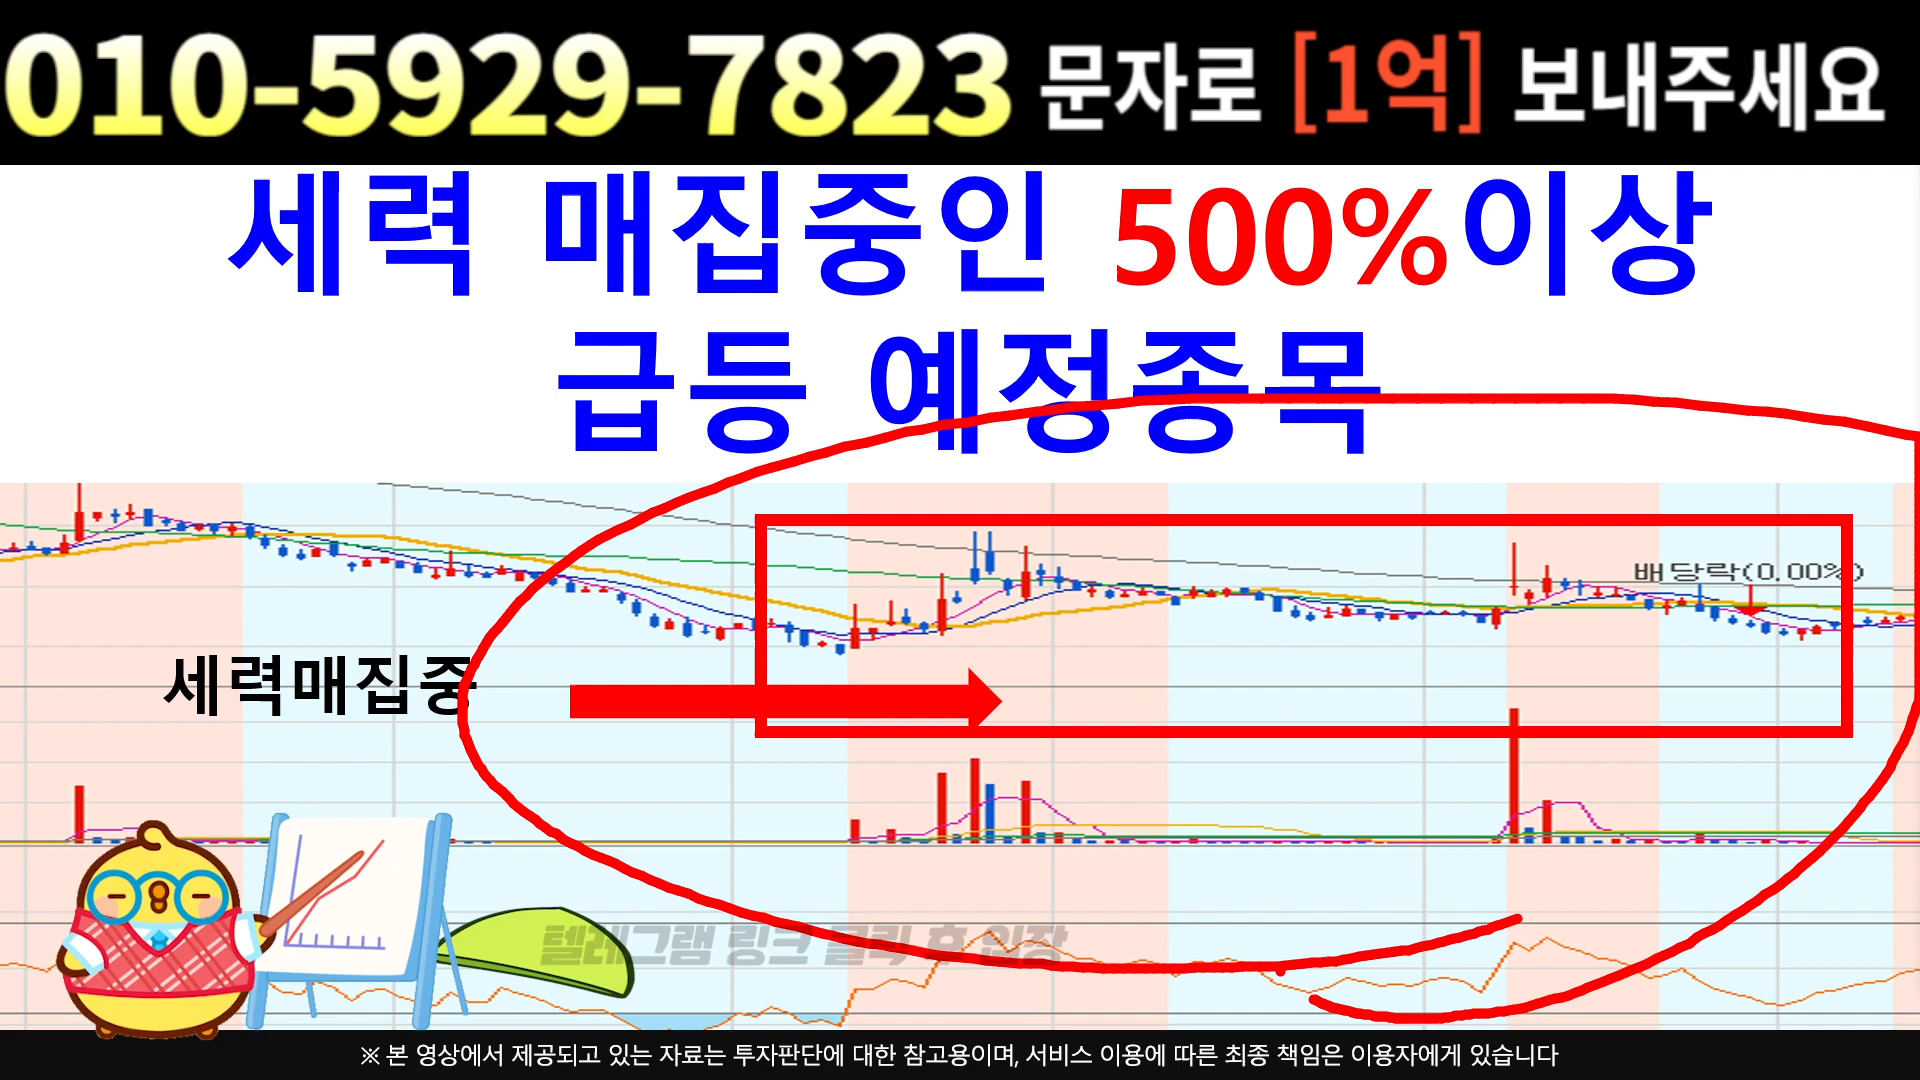 010-5929-7823 문자로 [1억] 보내주세요
세력 매집중인 500%이상
급등 예정종목
배당락(0.00%)
세력매집중
텔레그램 링크 클릭 후 입장
※ 본 영상에서 제공되고 있는 자료는 투자판단에 대한 참고용이며, 서비스 이용에 따른 최종 책임은 이용자에게 있습니다